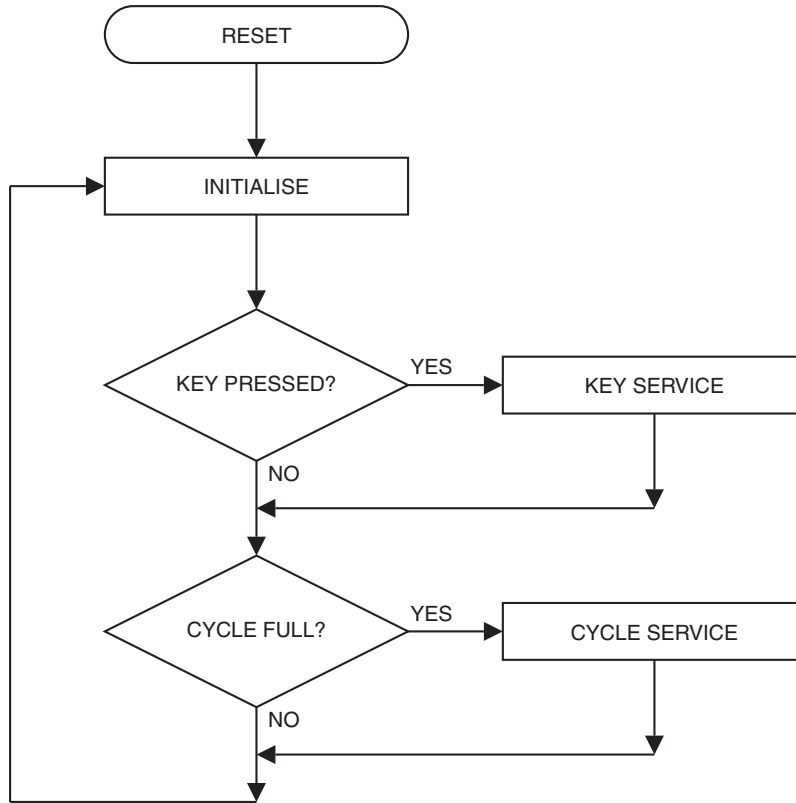 RESET
INITIALISE
KEY PRESSED?
YES
KEY SERVICE
NO
CYCLE FULL?
YES
CYCLE SERVICE
NO